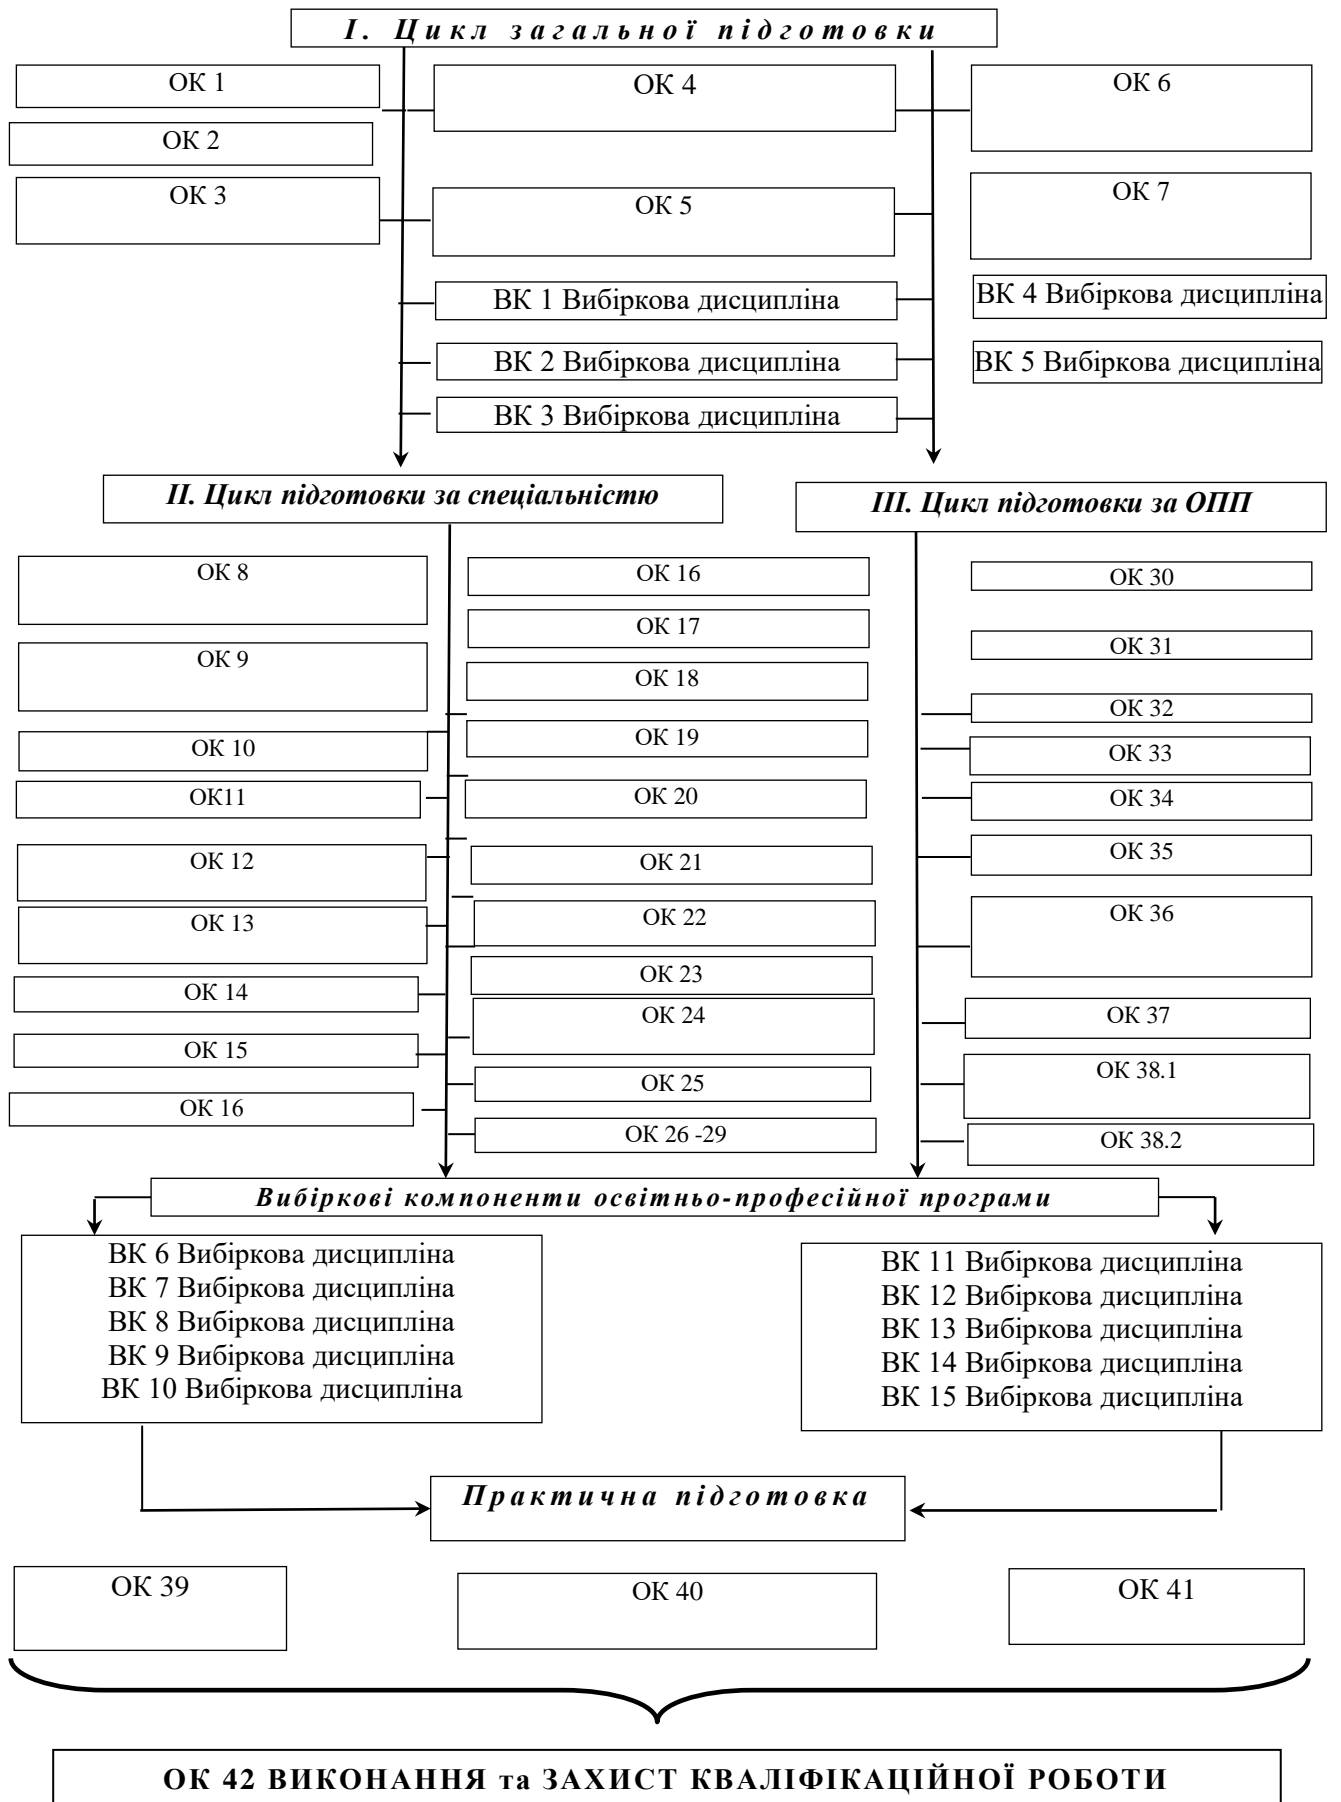 І. Цикл загальної підготовки
ОК 1
ОК 4
ОК 6
ОК 2
ОК 3
ОК 5
ОК 7
ВК 1 Вибіркова дисципліна
ВК 4 Вибіркова дисципліна
ВК 2 Вибіркова дисципліна
ВК 5 Вибіркова дисципліна
ВК 3 Вибіркова дисципліна
ІІ. Цикл підготовки за спеціальністю
ІІІ. Цикл підготовки за ОПП
ОК 8
ОК 9
ОК 10
ОК11
ОК 12
ОК 13
ОК 14
ОК 15
ОК 16
ОК 16
ОК 17
ОК 18
ОК 19
ОК 20
ОК 21
ОК 22
ОК 23
ОК 24
ОК 25
ОК 26 -29
ОК 30
ОК 31
ОК 32
ОК 33
ОК 34
ОК 35
ОК 36
ОК 37
ОК 38.1
ОК 38.2
Вибіркові компоненти освітньо-професійної програми
ВК 6 Вибіркова дисципліна
ВК 7 Вибіркова дисципліна
ВК 8 Вибіркова дисципліна
ВК 9 Вибіркова дисципліна
ВК 10 Вибіркова дисципліна
ВК 11 Вибіркова дисципліна
ВК 12 Вибіркова дисципліна
ВК 13 Вибіркова дисципліна
ВК 14 Вибіркова дисципліна
ВК 15 Вибіркова дисципліна
Практична підготовка
ОК 39
ОК 40
ОК 41
ОК 42 ВИКОНАННЯ та ЗАХИСТ КВАЛІФІКАЦІЙНОЇ РОБОТИ